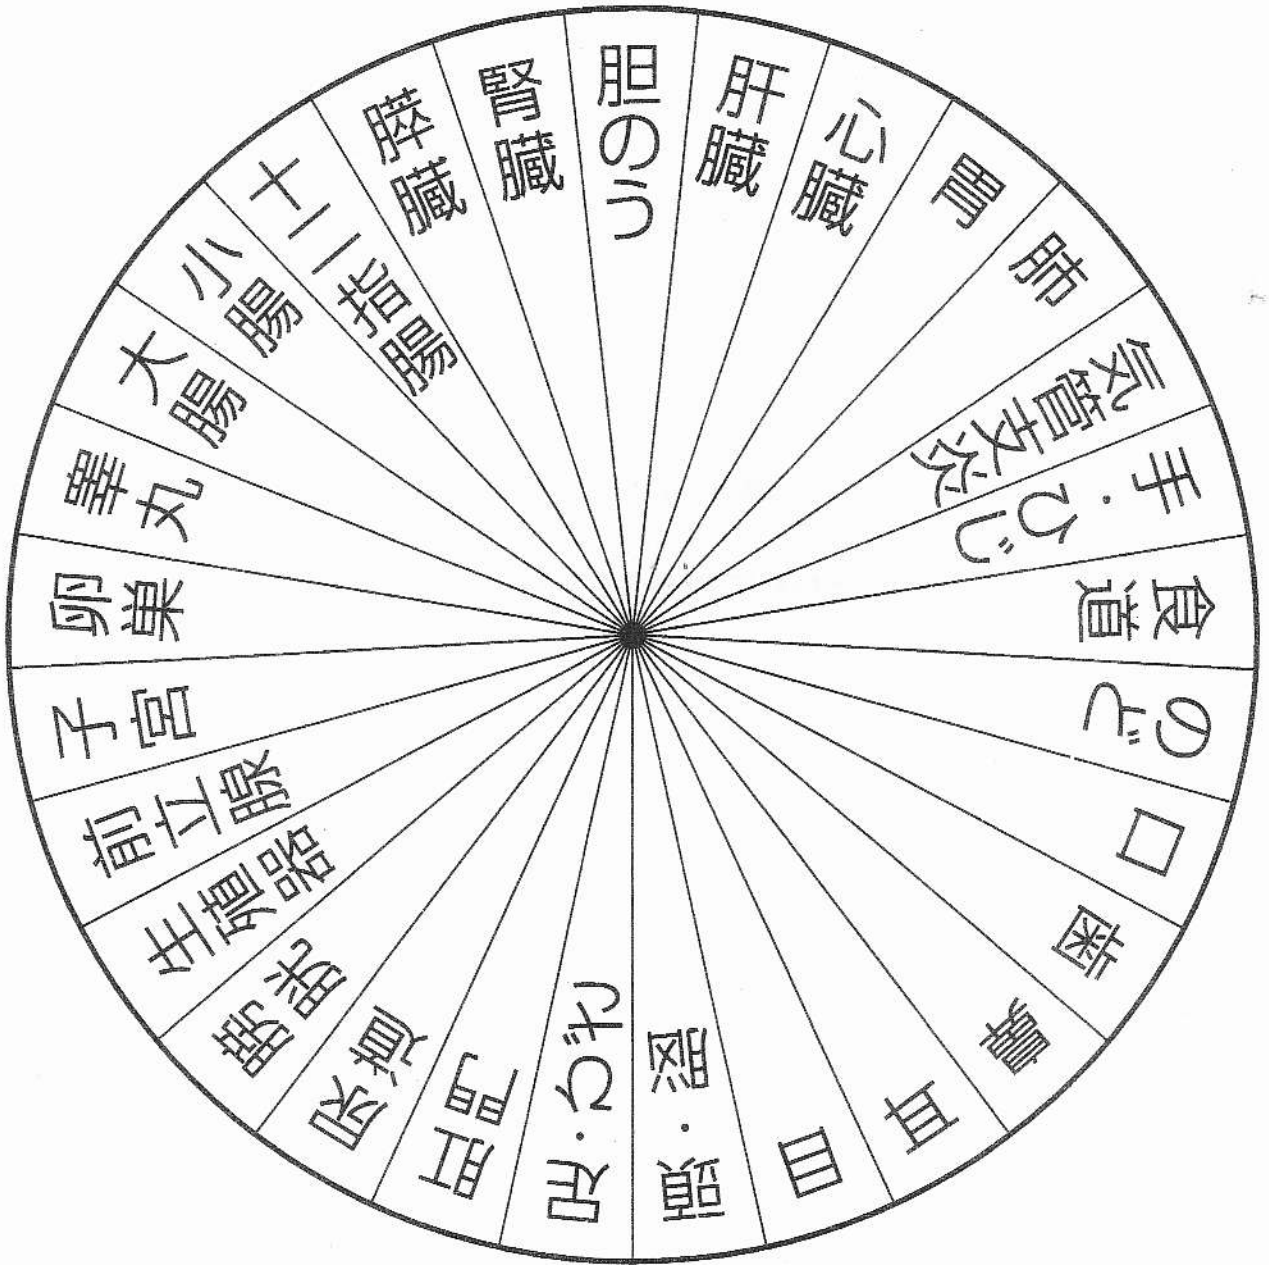 胆のう
肝臓
心臓
胃
肺
気管支炎
手・ひじ
食道
のど
口
歯
鼻
耳
目
頭・脳
足・ひざ
肛門
尿道
膀胱
生殖器
前立腺
子宮
卵巣
睾丸
大腸
小腸
十二指腸
膵臓
腎臓